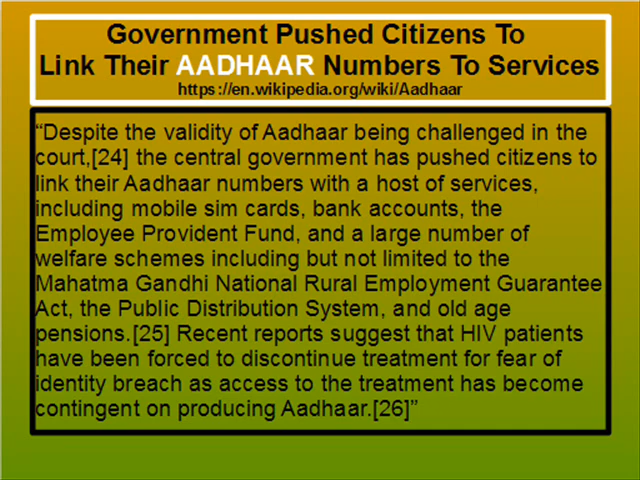 Government Pushed Citizens To
Link Their AADHAAR Numbers To Services
https://en.wikipedia.org/wiki/Aadhaar
“Despite the validity of Aadhaar being challenged in the
court,[24] the central government has pushed citizens to
link their Aadhaar numbers with a host of services,
including mobile sim cards, bank accounts, the
Employee Provident Fund, and a large number of
welfare schemes including but not limited to the
Mahatma Gandhi National Rural Employment Guarantee
Act, the Public Distribution System, and old age
pensions.[25] Recent reports suggest that HIV patients
have been forced to discontinue treatment for fear of
identity breach as access to the treatment has become
contingent on producing Aadhaar.[26]”